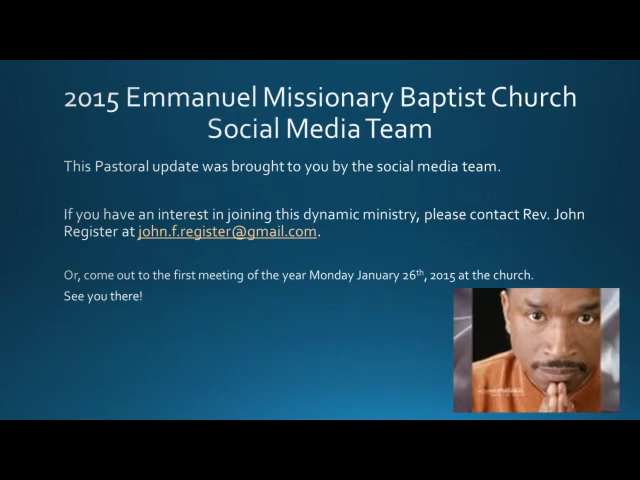 2015 Emmanuel Missionary Baptist Church
Social Media Team
This Pastoral update was brought to you by the social media team.
If you have an interest in joining this dynamic ministry, please contact Rev. John
Register at john.f.register@gmail.com.
Or, come out to the first meeting of the year Monday January 26th, 2015 at the church.
See you there!